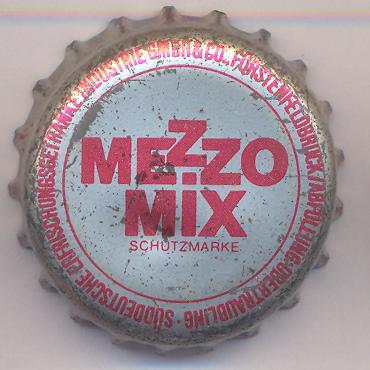 SÜDDEUTSCHE ERFRISCHUNGSGETRÄNKE INDUSTRIE GMBH & CO., FÜRSTENFELDBRUCK/ABFÜLLUNG: OBERTRAUBLING ·
MEZZO
MIX
SCHUTZMARKE